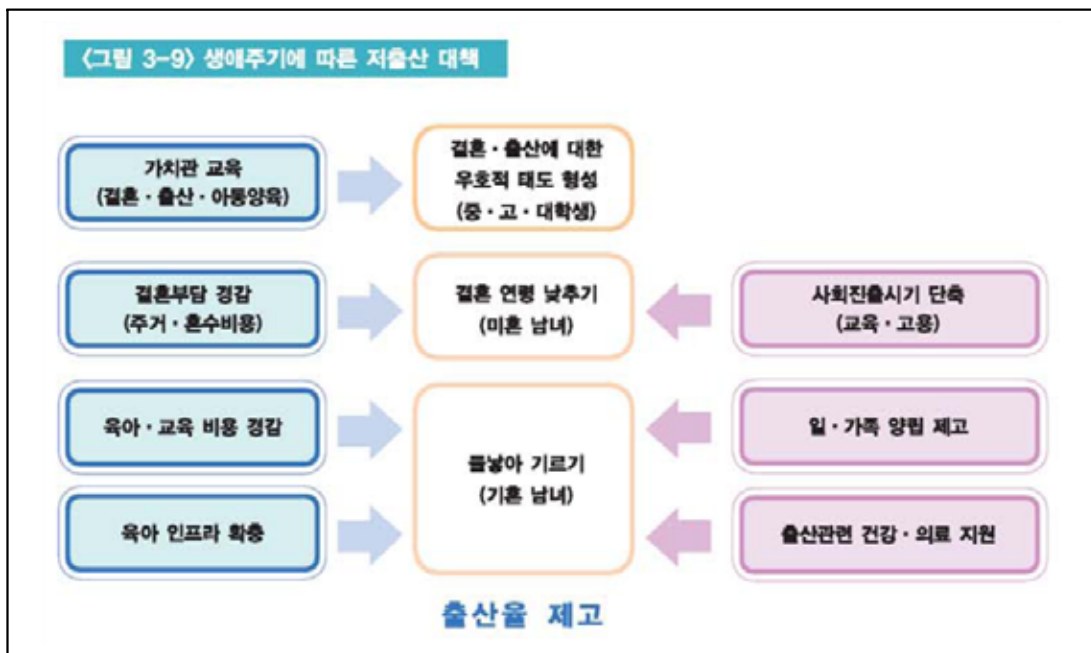 <그림 3-9> 생애주기에 따른 저출산 대책
가치관 교육
(결혼·출산·아동양육)
결혼·출산에 대한
우호적 태도 형성
(중·고·대학생)
결혼부담 경감
(주거·혼수비용)
결혼 연령 낮추기
(미혼 남녀)
사회진출시기 단축
(교육·고용)
육아·교육 비용 경감
둘낳아 기르기
(기혼 남녀)
일·가족 양립 제고
육아 인프라 확충
출산관련 건강·의료 지원
출산율 제고